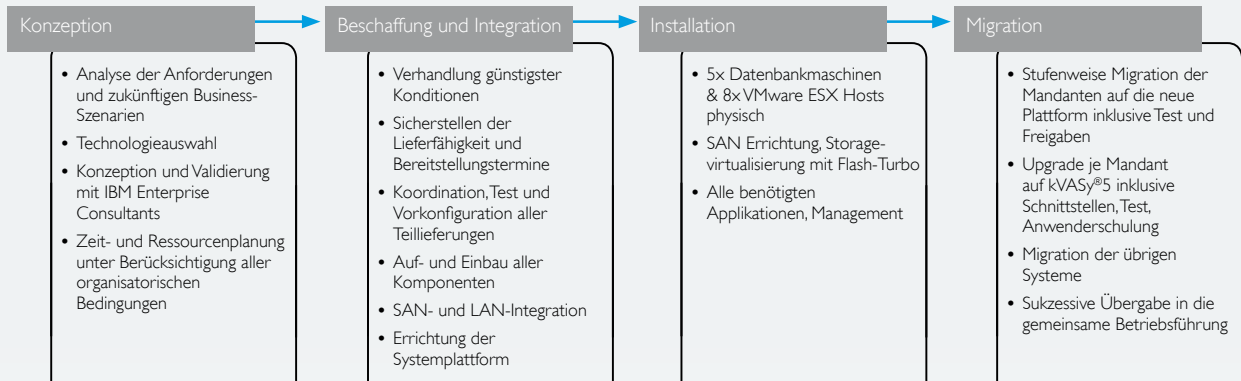 Konzeption
• Analyse der Anforderungen
und zukünftigen Business-
Szenarien
• Technologieauswahl
• Konzeption und Validierung
mit IBM Enterprise
Consultants
• Zeit- und Ressourcenplanung
unter Berücksichtigung aller
organisatorischen
Bedingungen
Beschaffung und Integration
• Verhandlung günstigster
Konditionen
• Sicherstellen der
Lieferfähigkeit und
Bereitstellungstermine
• Koordination, Test und
Vorkonfiguration aller
Teillieferungen
• Auf- und Einbau aller
Komponenten
• SAN- und LAN-Integration
• Errichtung der
Systemplattform
Installation
• 5x Datenbankmaschinen
& 8x VMware ESX Hosts
physisch
• SAN Errichtung, Storage-
virtualisierung mit Flash-Turbo
• Alle benötigten
Applikationen, Management
Migration
• Stufenweise Migration der
Mandanten auf die neue
Plattform inklusive Test und
Freigaben
• Upgrade je Mandant
auf kVASy®5 inklusive
Schnittstellen, Test,
Anwenderschulung
• Migration der übrigen
Systeme
• Sukzessive Übergabe in die
gemeinsame Betriebsführung